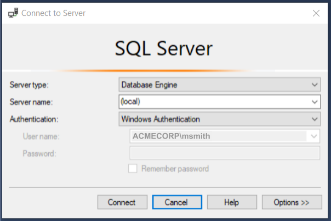 Connect to Server
SQL Server
Server type: Database Engine
Server name: (local)
Authentication: Windows Authentication
User name: ACMECORP\msmith
Password:
Remember password
Connect Cancel Help Options >>